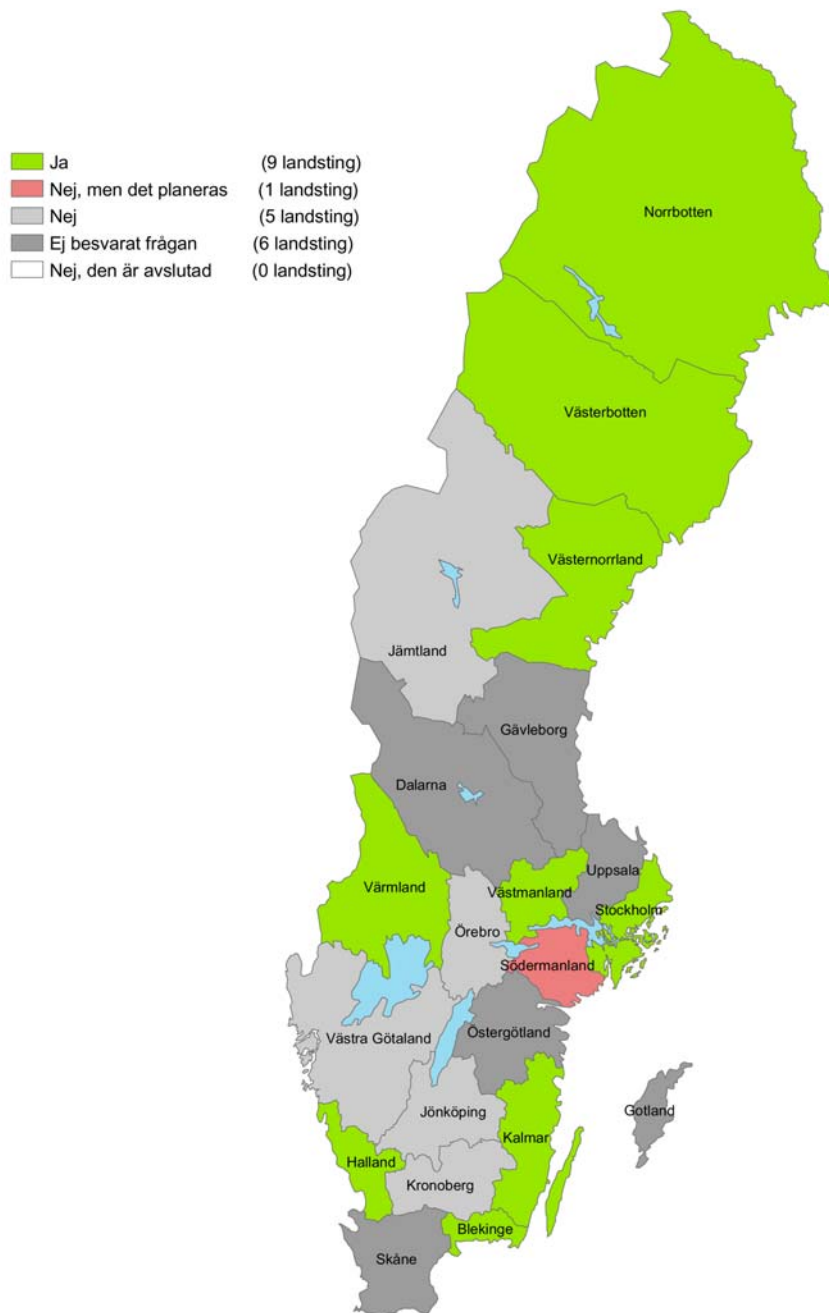 Ja (9 landsting)
Nej, men det planeras (1 landsting)
Nej (5 landsting)
Ej besvarat frågan (6 landsting)
Nej, den är avslutad (0 landsting)
Norrbotten
Västerbotten
Västernorrland
Jämtland
Gävleborg
Dalarna
Uppsala
Värmland
Västmanland
Stockholm
Örebro
Södermanland
Östergötland
Västra Götaland
Jönköping
Gotland
Kalmar
Halland
Kronoberg
Blekinge
Skåne